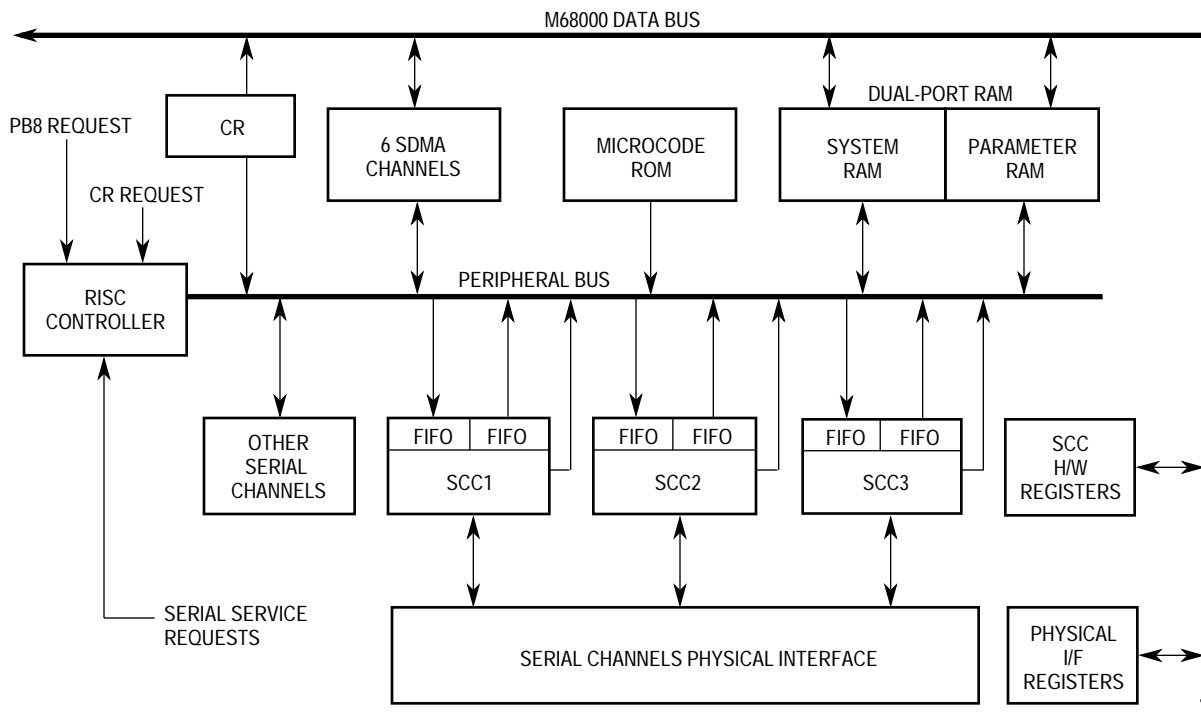 M68000 DATA BUS
DUAL-PORT RAM
PB8 REQUEST
CR
6 SDMA
CHANNELS
MICROCODE
ROM
SYSTEM
RAM
PARAMETER
RAM
CR REQUEST
PERIPHERAL BUS
RISC
CONTROLLER
OTHER
SERIAL
CHANNELS
FIFO FIFO
SCC1
FIFO FIFO
SCC2
FIFO FIFO
SCC3
SCC
H/W
REGISTERS
SERIAL SERVICE
REQUESTS
SERIAL CHANNELS PHYSICAL INTERFACE
PHYSICAL
I/F
REGISTERS